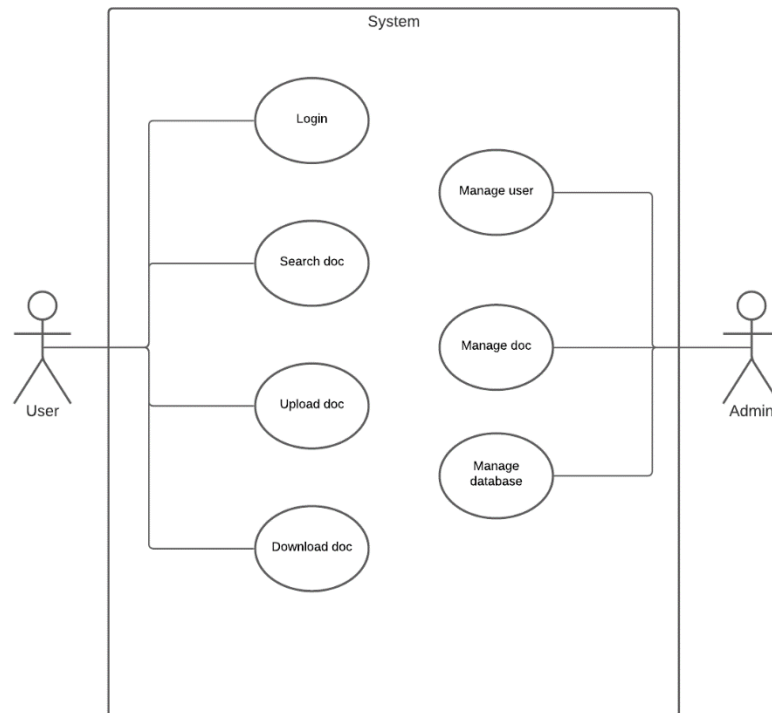 System
Login
Manage user
Search doc
Manage doc
User
Admin
Upload doc
Manage
database
Download doc